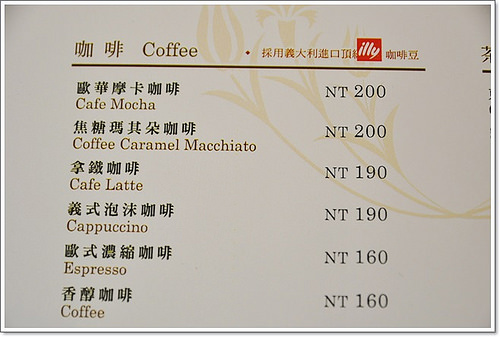 咖啡 Coffee ◆ 採用義大利進口頂級 illy 咖啡豆
歐華摩卡咖啡 NT 200
Cafe Mocha
焦糖瑪其朵咖啡 NT 200
Coffee Caramel Macchiato
拿鐵咖啡 NT 190
Cafe Latte
義式泡沫咖啡 NT 190
Cappuccino
歐式濃縮咖啡 NT 160
Espresso
香醇咖啡 NT 160
Coffee